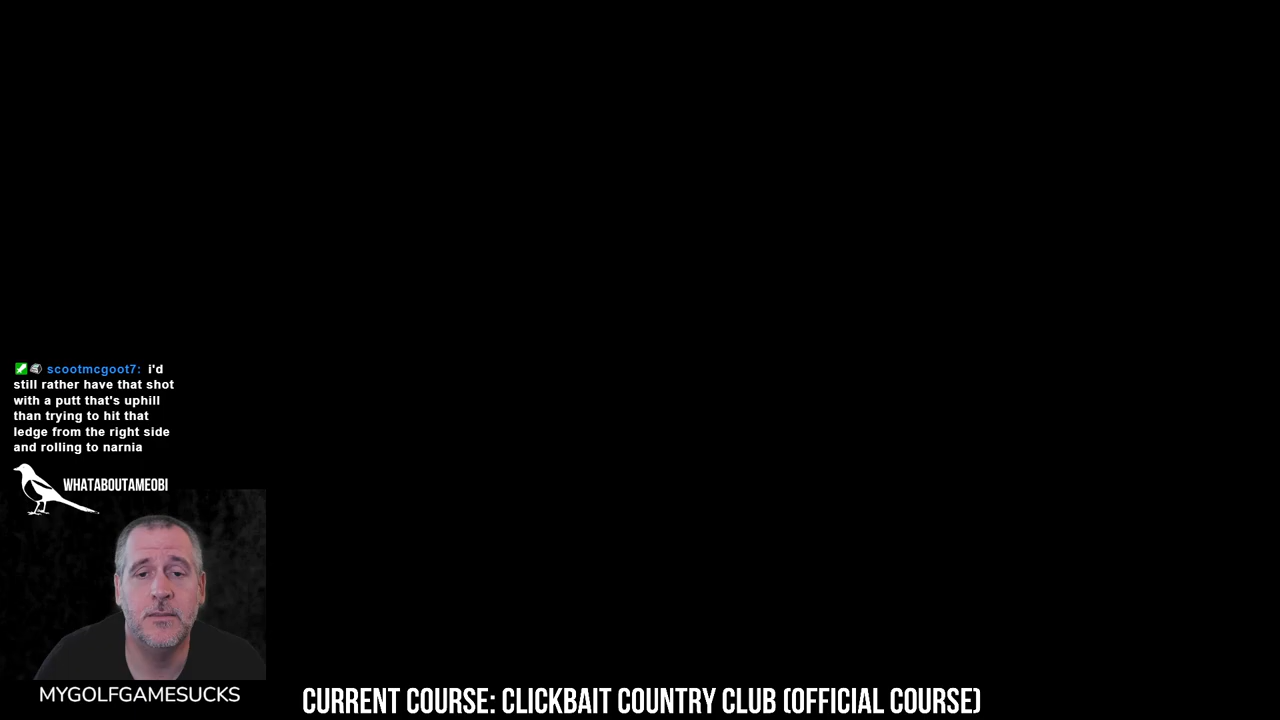 scootmcgoot7: i'd
still rather have that shot
with a putt that's uphill
than trying to hit that
ledge from the right side
and rolling to narnia
WHATABOUTAMEOBI
MYGOLFGAMESUCKS
CURRENT COURSE: CLICKBAIT COUNTRY CLUB (OFFICIAL COURSE)